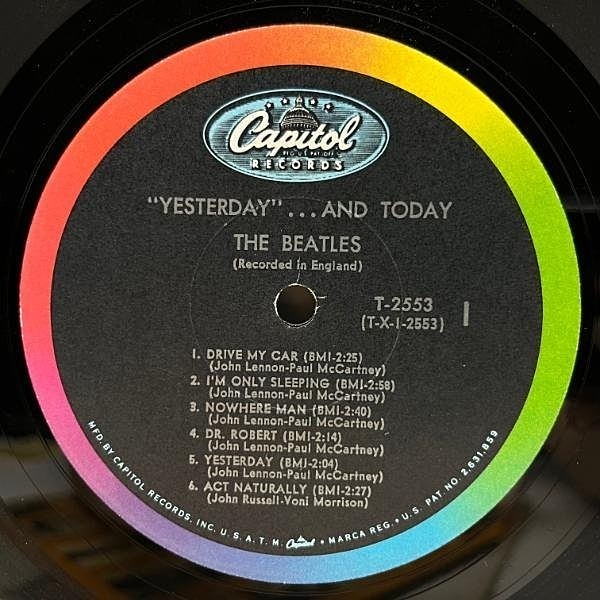 Capitol
REG. U.S. PAT. OFF.
RECORDS
"YESTERDAY"...AND TODAY
THE BEATLES
(Recorded in England)
T-2553
(T-X-1-2553)
1
1. DRIVE MY CAR (BMI-2:25)
(John Lennon-Paul McCartney)
2. I'M ONLY SLEEPING (BMI-2:58)
(John Lennon-Paul McCartney)
3. NOWHERE MAN (BMI-2:40)
(John Lennon-Paul McCartney)
4. DR. ROBERT (BMI-2:14)
(John Lennon-Paul McCartney)
5. YESTERDAY (BMI-2:04)
(John Lennon-Paul McCartney)
6. ACT NATURALLY (BMI-2:27)
(John Russell-Voni Morrison)
MFD. BY CAPITOL RECORDS, INC. U.S.A. T.M. Capitol • MARCA REG. • U.S. PAT. NO. 2,631,859